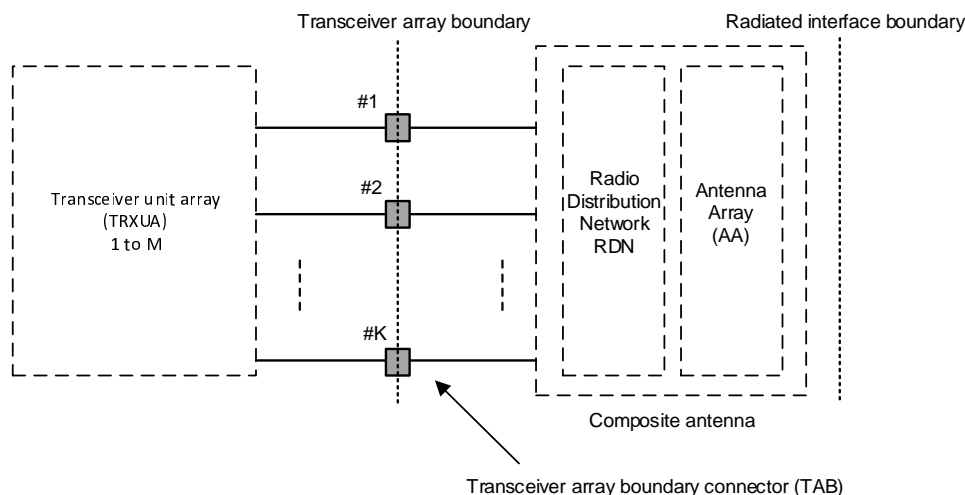 Transceiver array boundary
Radiated interface boundary
#1
#2
#K
Transceiver unit array
(TRXUA)
1 to M
Radio
Distribution
Network
RDN
Antenna
Array
(AA)
Composite antenna
Transceiver array boundary connector (TAB)